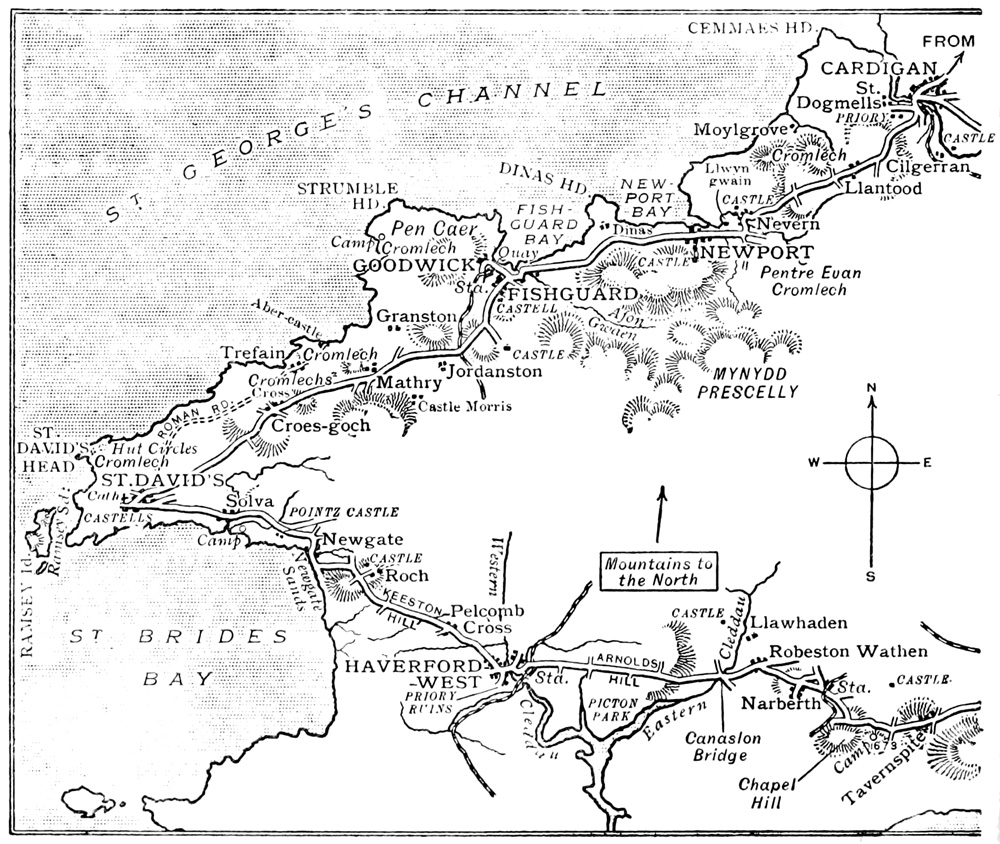 CEMMAES HD.
FROM
CARDIGAN
St.
Dogmells
PRIORY
CASTLE
ST. GEORGE'S CHANNEL
Moylgrove
Cromlech
Cilgerran
Llwyn
gwain
Llantood
STRUMBLE
HD.
DINAS HD.
NEW-
PORT
BAY
CASTLE
Nevern
FISH-
GUARD
BAY
Dinas
Pen Caer
Camp
Cromlech
Quay
GOODWICK
CASTLE
NEWPORT
Pentre Evan
Cromlech
Sta.
FISHGUARD
CASTELL
Afon
Gwaen
Aber-castle
Granston
CASTLE
Trefain
Cromlech
Jordanston
MYNYDD
PRESCELLY
Cromlechs
Cross
Mathry
Castle Morris
ROMAN RD.
Croes-goch
N
ST.
DAVID'S
HEAD
Hut Circles
Cromlech
W
E
ST. DAVID'S
Cath.
CASTELLS
Solva
POINTZ CASTLE
Camp
Ramsey Sd.
RAMSEY Id.
Newgate
Newgate
Sands
Western
Mountains to
the North
S
CASTLE
Roch
KEESTON
HILL
Pelcomb
Cross
CASTLE
Cleddau
Llawhaden
ST BRIDES
BAY
Robeston Wathen
HAVERFORD-
-WEST
Sta.
ARNOLDS
HILL
PRIORY
RUINS
PICTON
PARK
Cleddau
Eastern
Narberth
Sta.
CASTLE
Canaslon
Bridge
Camp
673
Tavernspite
Chapel
Hill